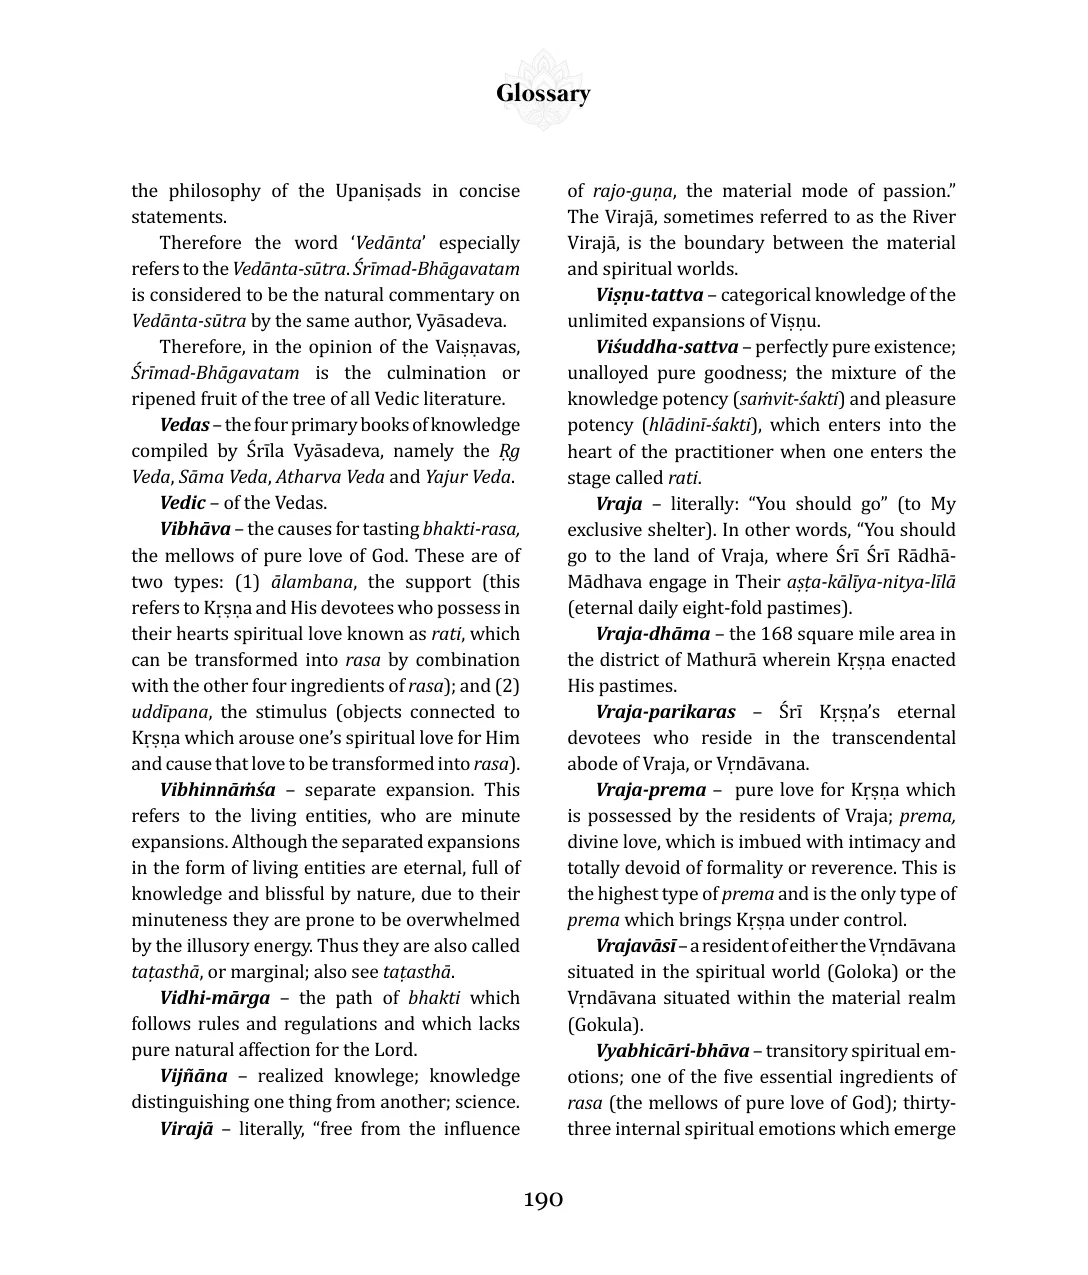 Glossary
the philosophy of the Upaniṣads in concise
statements.
Therefore the word ‘Vedānta’ especially
refers to the Vedānta-sūtra. Śrīmad-Bhāgavatam
is considered to be the natural commentary on
Vedānta-sūtra by the same author, Vyāsadeva.
Therefore, in the opinion of the Vaiṣṇavas,
Śrīmad-Bhāgavatam is the culmination or
ripened fruit of the tree of all Vedic literature.
Vedas – the four primary books of knowledge
compiled by Śrīla Vyāsadeva, namely the Ṛg
Veda, Sāma Veda, Atharva Veda and Yajur Veda.
Vedic – of the Vedas.
Vibhāva – the causes for tasting bhakti-rasa,
the mellows of pure love of God. These are of
two types: (1) ālambana, the support (this
refers to Kṛṣṇa and His devotees who possess in
their hearts spiritual love known as rati, which
can be transformed into rasa by combination
with the other four ingredients of rasa); and (2)
uddīpana, the stimulus (objects connected to
Kṛṣṇa which arouse one’s spiritual love for Him
and cause that love to be transformed into rasa).
Vibhinnāṁśa – separate expansion. This
refers to the living entities, who are minute
expansions. Although the separated expansions
in the form of living entities are eternal, full of
knowledge and blissful by nature, due to their
minuteness they are prone to be overwhelmed
by the illusory energy. Thus they are also called
taṭasthā, or marginal; also see taṭasthā.
Vidhi-mārga – the path of bhakti which
follows rules and regulations and which lacks
pure natural affection for the Lord.
Vijñāna – realized knowlege; knowledge
distinguishing one thing from another; science.
Virajā – literally, “free from the influence
of rajo-guṇa, the material mode of passion.”
The Virajā, sometimes referred to as the River
Virajā, is the boundary between the material
and spiritual worlds.
Viṣṇu-tattva – categorical knowledge of the
unlimited expansions of Viṣṇu.
Viśuddha-sattva – perfectly pure existence;
unalloyed pure goodness; the mixture of the
knowledge potency (saṁvit-śakti) and pleasure
potency (hlādinī-śakti), which enters into the
heart of the practitioner when one enters the
stage called rati.
Vraja – literally: “You should go” (to My
exclusive shelter). In other words, “You should
go to the land of Vraja, where Śrī Śrī Rādhā-
Mādhava engage in Their aṣṭa-kālīya-nitya-līlā
(eternal daily eight-fold pastimes).
Vraja-dhāma – the 168 square mile area in
the district of Mathurā wherein Kṛṣṇa enacted
His pastimes.
Vraja-parikaras – Śrī Kṛṣṇa’s eternal
devotees who reside in the transcendental
abode of Vraja, or Vṛndāvana.
Vraja-prema – pure love for Kṛṣṇa which
is possessed by the residents of Vraja; prema,
divine love, which is imbued with intimacy and
totally devoid of formality or reverence. This is
the highest type of prema and is the only type of
prema which brings Kṛṣṇa under control.
Vrajavāsī – a resident of either the Vṛndāvana
situated in the spiritual world (Goloka) or the
Vṛndāvana situated within the material realm
(Gokula).
Vyabhicāri-bhāva – transitory spiritual em-
otions; one of the five essential ingredients of
rasa (the mellows of pure love of God); thirty-
three internal spiritual emotions which emerge
190